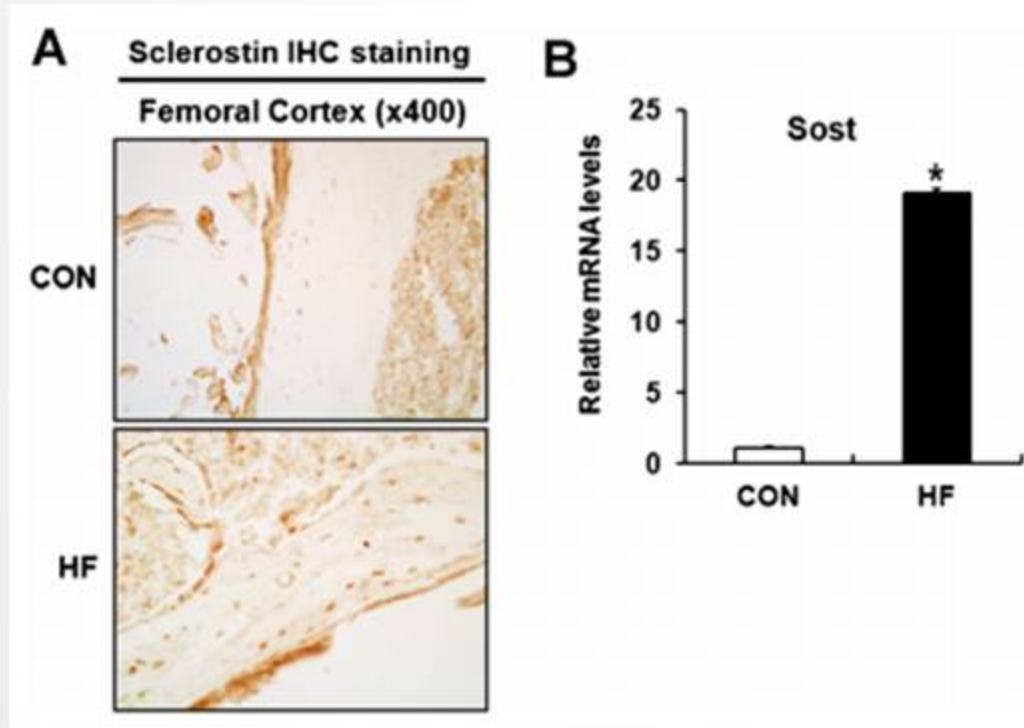 A
Sclerostin IHC staining
Femoral Cortex (x400)
CON
HF
B
Sost
Relative mRNA levels
25
20
15
10
5
0
*
CON
HF